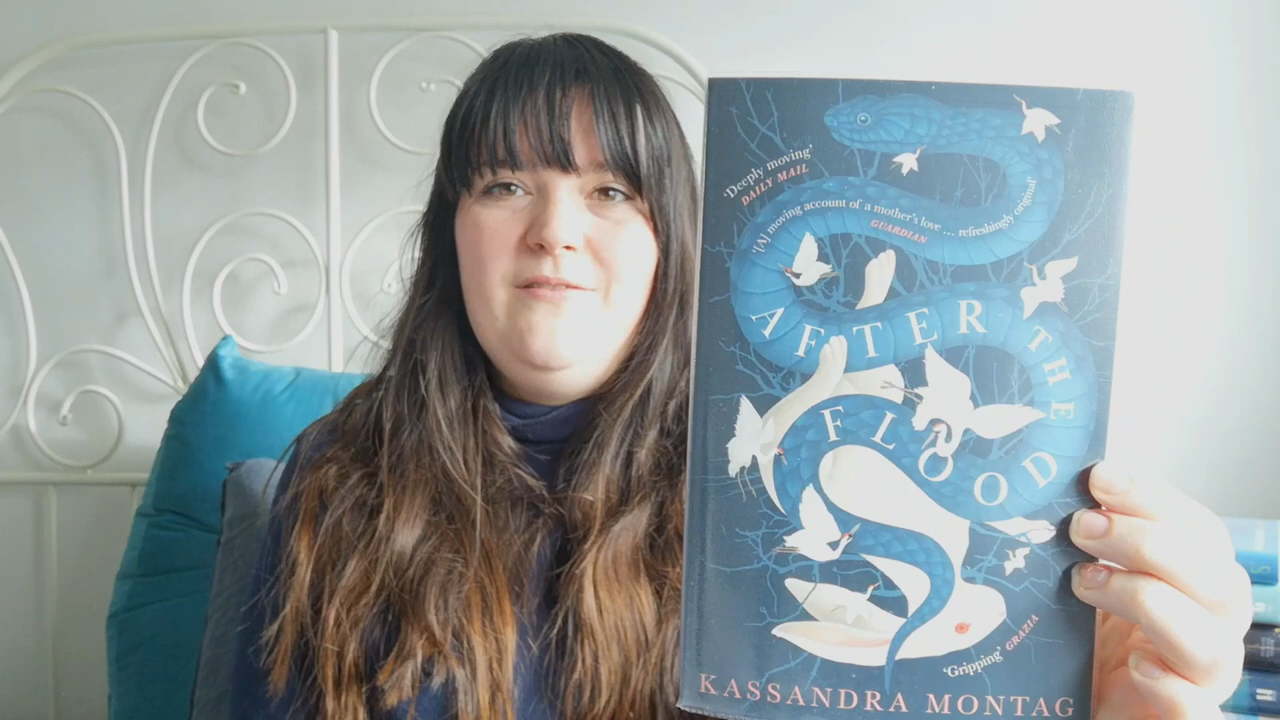 'Deeply moving'
DAILY MAIL
'[A] moving account of a mother's love ... refreshingly original'
GUARDIAN
AFTER THE
FLOOD
'Gripping' GRAZIA
KASSANDRA MONTAG